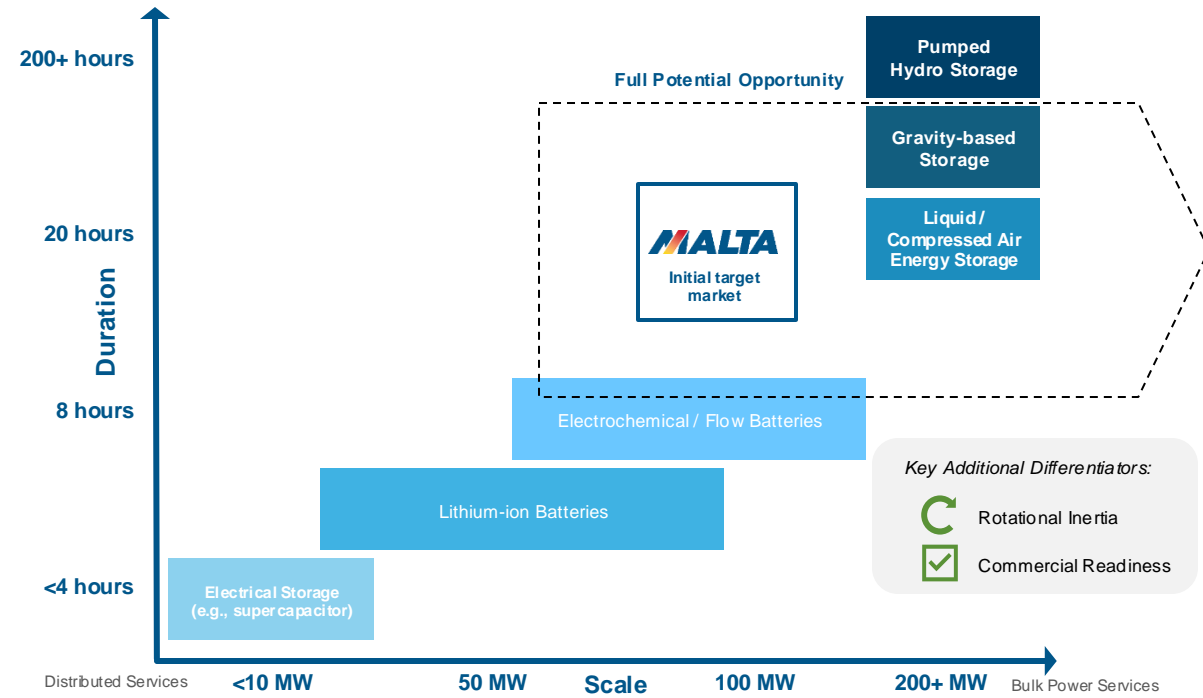 200+ hours
Pumped
Hydro Storage
Full Potential Opportunity
Gravity-based
Storage
20 hours
MALTA
Initial target
market
Liquid /
Compressed Air
Energy Storage
Duration
8 hours
Electrochemical / Flow Batteries
Key Additional Differentiators:
Rotational Inertia
Commercial Readiness
Lithium-ion Batteries
<4 hours
Electrical Storage
(e.g., supercapacitor)
Distributed Services
<10 MW
50 MW
Scale
100 MW
200+ MW
Bulk Power Services